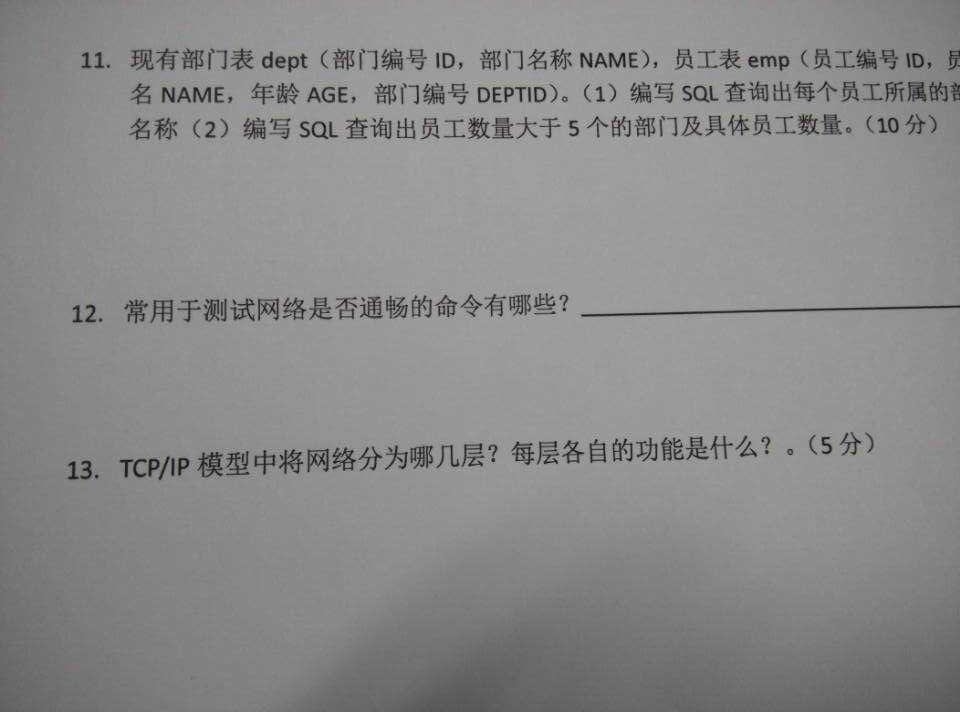 11. 现有部门表 dept（部门编号 ID，部门名称 NAME），员工表 emp（员工编号 ID，员
名 NAME，年龄 AGE，部门编号 DEPTID）。（1）编写 SQL 查询出每个员工所属的部
名称（2）编写 SQL 查询出员工数量大于 5 个的部门及具体员工数量。（10 分）
12. 常用于测试网络是否通畅的命令有哪些？
13. TCP/IP 模型中将网络分为哪几层？每层各自的功能是什么？。（5 分）